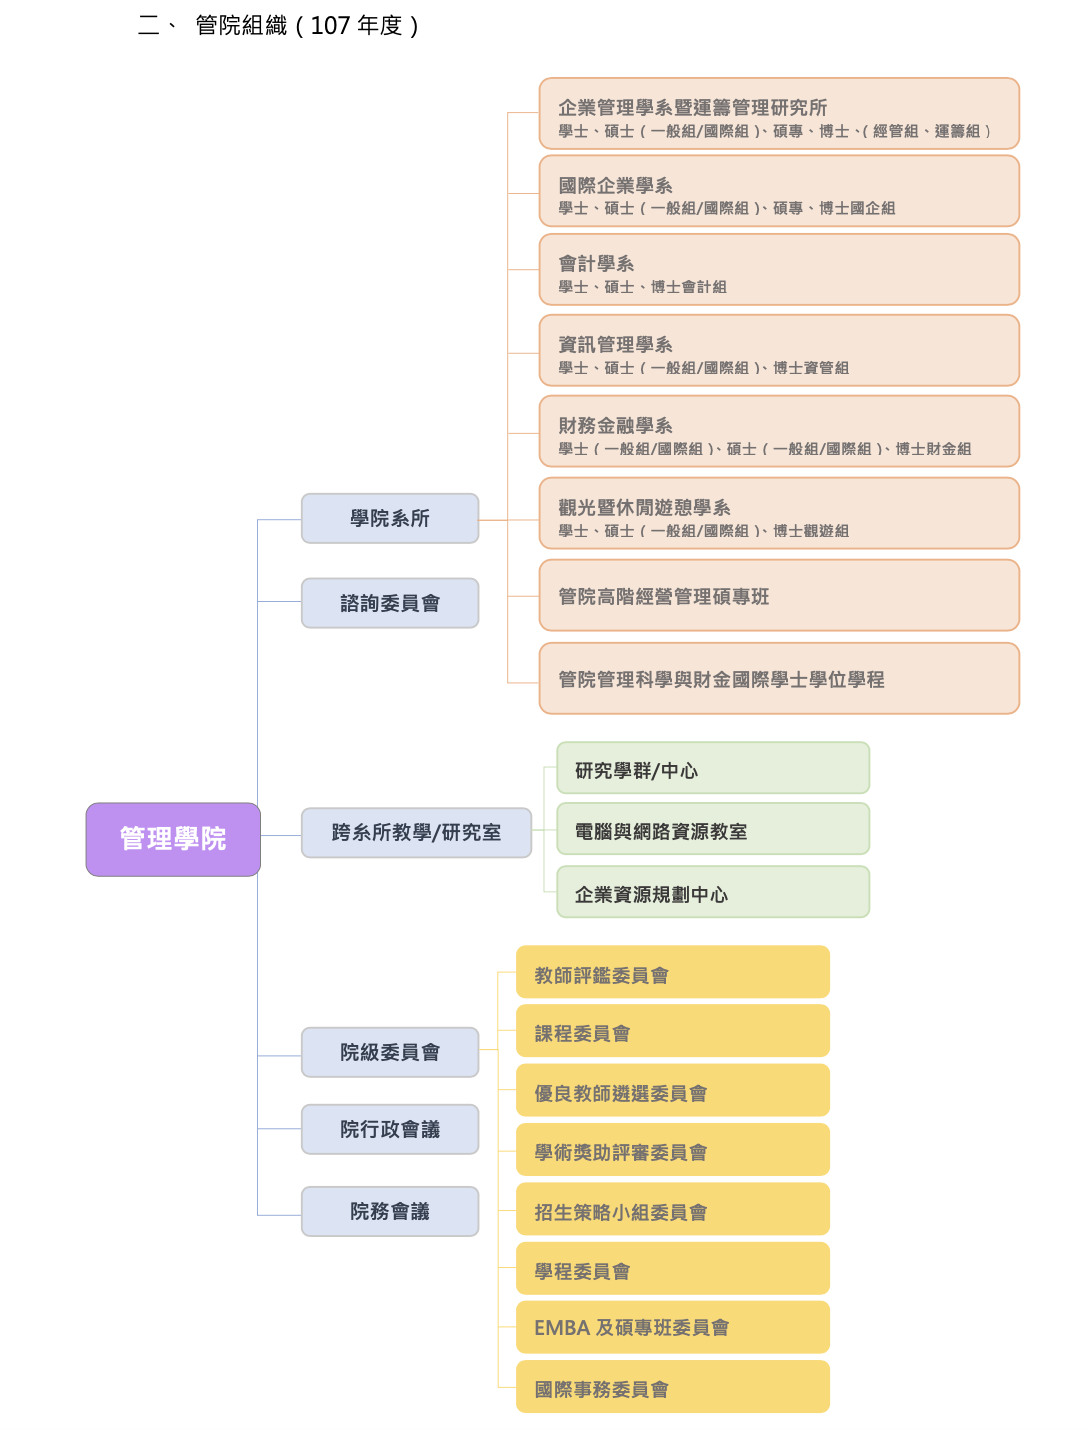 二、 管院組織（107 年度）
企業管理學系暨運籌管理研究所
學士、碩士（一般組/國際組）、碩專、博士、（經管組、運籌組）
國際企業學系
學士、碩士（一般組/國際組）、碩專、博士國企組
會計學系
學士、碩士、博士會計組
資訊管理學系
學士、碩士（一般組/國際組）、博士資管組
財務金融學系
學士（一般組/國際組）、碩士（一般組/國際組）、博士財金組
觀光暨休閒遊憩學系
學士、碩士（一般組/國際組）、博士觀遊組
管院高階經營管理碩專班
管院管理科學與財金國際學士學位學程
學院系所
諮詢委員會
管理學院
跨系所教學/研究室
研究學群/中心
電腦與網路資源教室
企業資源規劃中心
院級委員會
院行政會議
院務會議
教師評鑑委員會
課程委員會
優良教師遴選委員會
學術獎助評審委員會
招生策略小組委員會
學程委員會
EMBA 及碩專班委員會
國際事務委員會